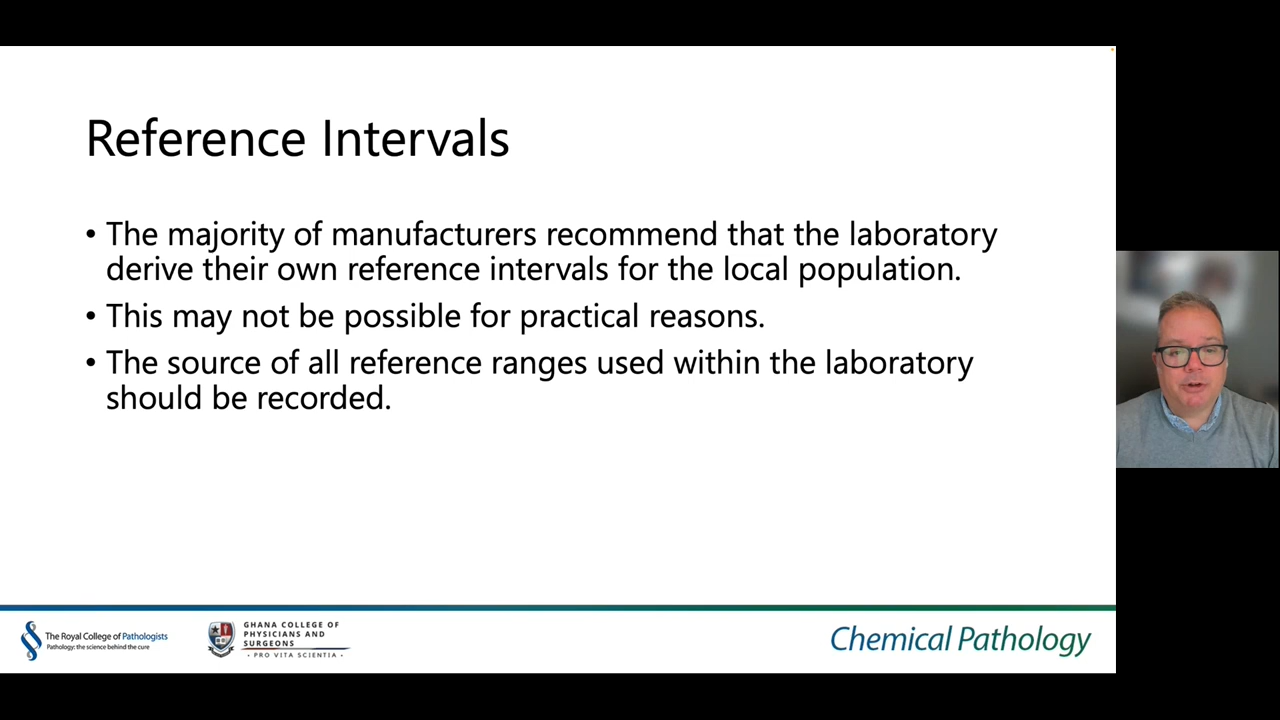 Reference Intervals
• The majority of manufacturers recommend that the laboratory
derive their own reference intervals for the local population.
• This may not be possible for practical reasons.
• The source of all reference ranges used within the laboratory
should be recorded.
The Royal College of Pathologists
Pathology: the science behind the cure
GHANA COLLEGE OF
PHYSICIANS AND
SURGEONS
• PRO VITA SCIENTIA •
Chemical Pathology